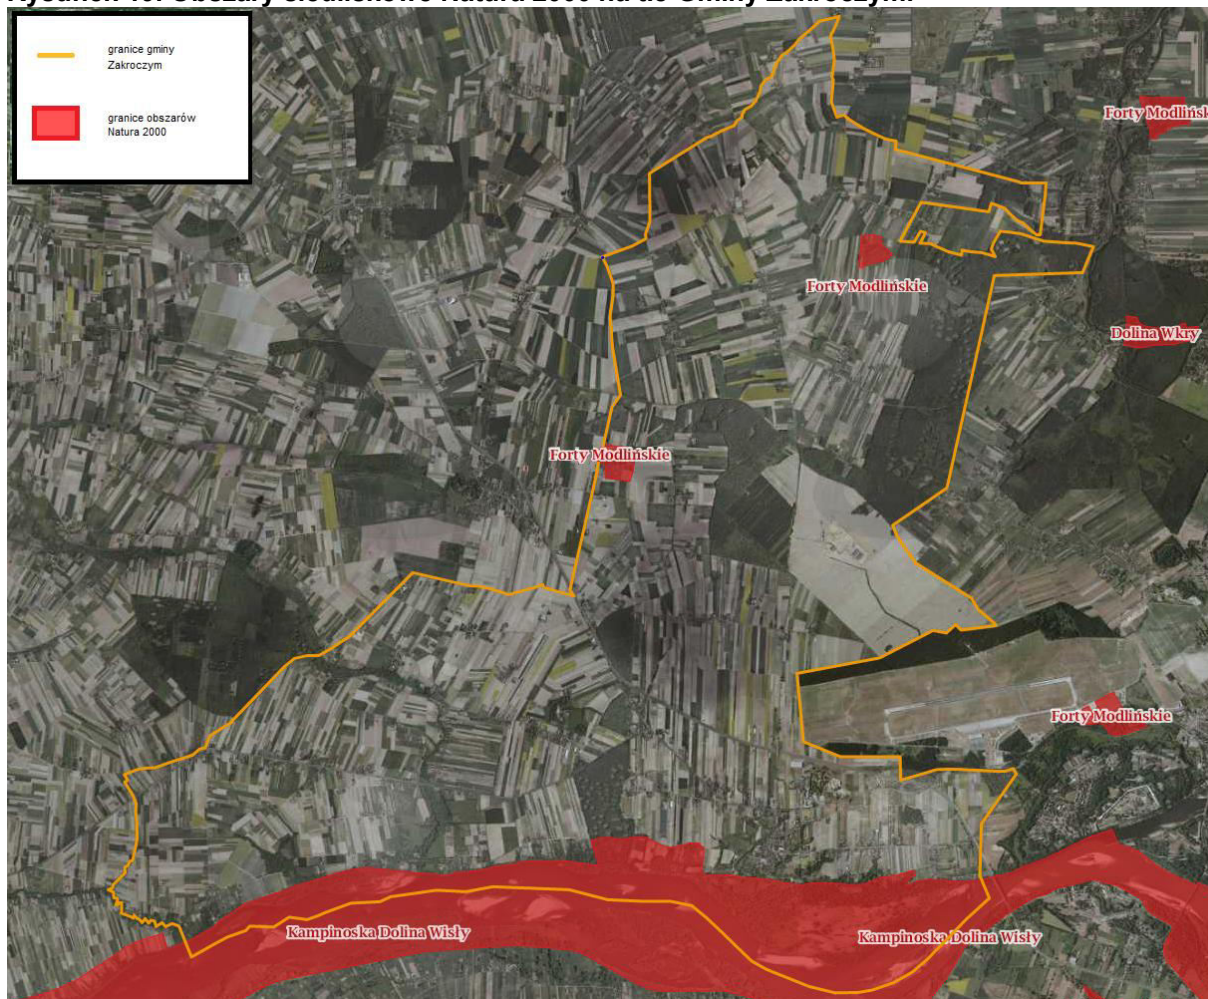 granice gminy
Zakroczym
granice obszarów
Natura 2000
Forty Modlińsk
Forty Modlińskie
Dolina Wkry
Forty Modlińskie
Forty Modlińskie
Kampinoska Dolina Wisły
Kampinoska Dolina Wisły